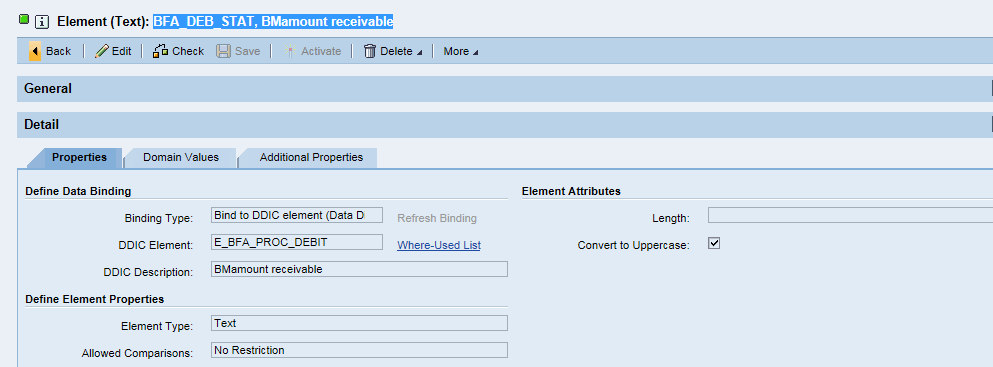 Element (Text): BFA_DEB_STAT, BMamount receivable
Back Edit Check Save Activate Delete More
General
Detail
Properties Domain Values Additional Properties
Define Data Binding Element Attributes
Binding Type: Bind to DDIC element (Data D Refresh Binding Length:
DDIC Element: E_BFA_PROC_DEBIT Where-Used List Convert to Uppercase:
DDIC Description: BMamount receivable
Define Element Properties
Element Type: Text
Allowed Comparisons: No Restriction